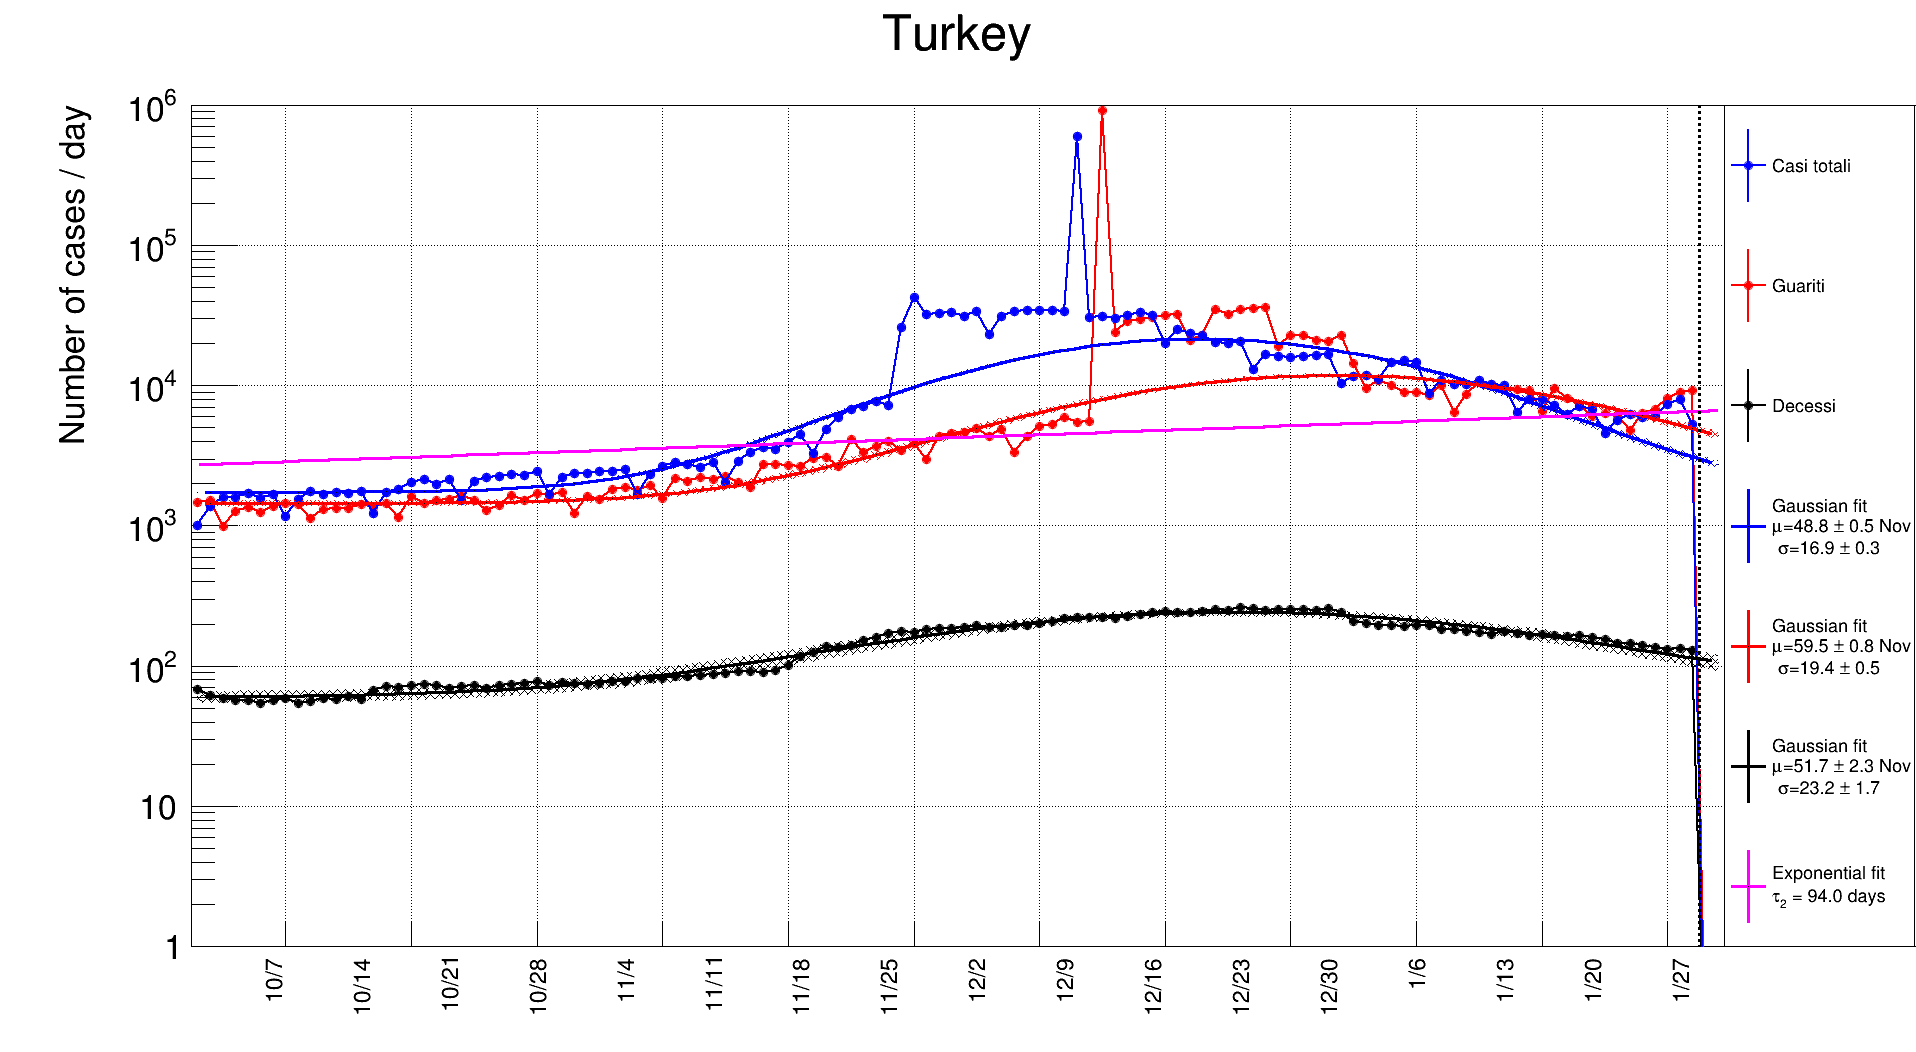 Turkey
Number of cases / day
10^6
10^5
10^4
10^3
10^2
10
1
10/7 10/14 10/21 10/28 11/4 11/11 11/18 11/25 12/2 12/9 12/16 12/23 12/30 1/6 1/13 1/20 1/27
Casi totali
Guariti
Decessi
Gaussian fit
μ=48.8 ± 0.5 Nov
σ=16.9 ± 0.3
Gaussian fit
μ=59.5 ± 0.8 Nov
σ=19.4 ± 0.5
Gaussian fit
μ=51.7 ± 2.3 Nov
σ=23.2 ± 1.7
Exponential fit
τ₂ = 94.0 days